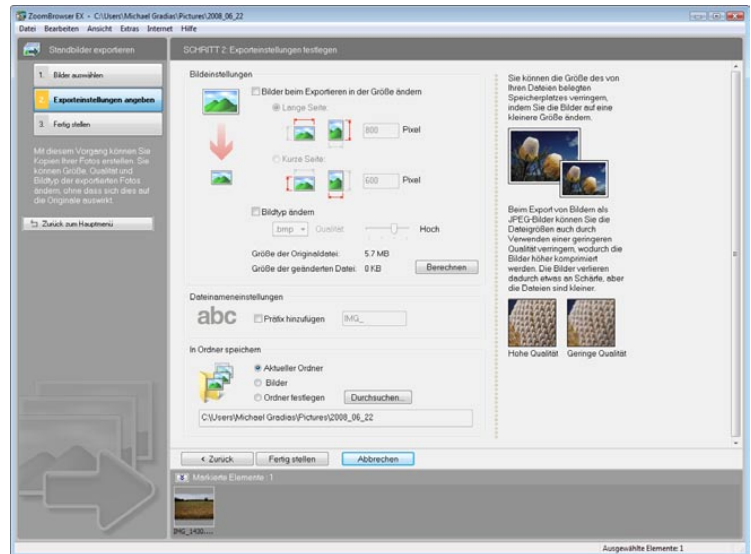 ZoomBrowser EX - C:\Users\Michael Gradias\Pictures\2008_06_22
Datei Bearbeiten Ansicht Extras Internet Hilfe
Standbilder exportieren
1. Bilder auswählen
2. Exporteinstellungen angeben
3. Fertig stellen
Mit diesem Vorgang können Sie
Kopien Ihrer Fotos erstellen. Sie
können Größe, Qualität und
Bildtyp der exportierten Fotos
ändern, ohne dass sich dies auf
die Originale auswirkt.
Zurück zum Hauptmenü
SCHRITT 2: Exporteinstellungen festlegen
Bildeinstellungen
Bilder beim Exportieren in der Größe ändern
Lange Seite:
800 Pixel
Kurze Seite:
600 Pixel
Bildtyp ändern
bmp Qualität Hoch
Größe der Originaldatei: 5.7 MB
Größe der geänderten Datei: 0 KB Berechnen
Dateinameneinstellungen
abc Präfix hinzufügen IMG_
In Ordner speichern
Aktueller Ordner
Bilder
Ordner festlegen Durchsuchen...
C:\Users\Michael Gradias\Pictures\2008_06_22
Sie können die Größe des von
Ihren Dateien belegten
Speicherplatzes verringern,
indem Sie die Bilder auf eine
kleinere Größe ändern.
Beim Export von Bildern als
JPEG-Bilder können Sie die
Dateigrößen auch durch
Verwenden einer geringeren
Qualität verringern, wodurch die
Bilder höher komprimiert
werden. Die Bilder verlieren
dadurch etwas an Schärfe, aber
die Dateien sind kleiner.
Hohe Qualität Geringe Qualität
< Zurück Fertig stellen Abbrechen
Markierte Elemente : 1
IMG_1430....
Ausgewählte Elemente: 1